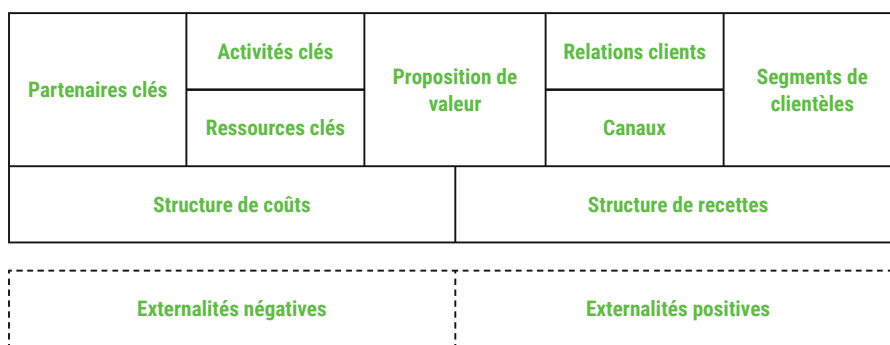 Partenaires clés
Activités clés
Ressources clés
Proposition de
valeur
Relations clients
Canaux
Segments de
clientèles
Structure de coûts
Structure de recettes
Externalités négatives
Externalités positives